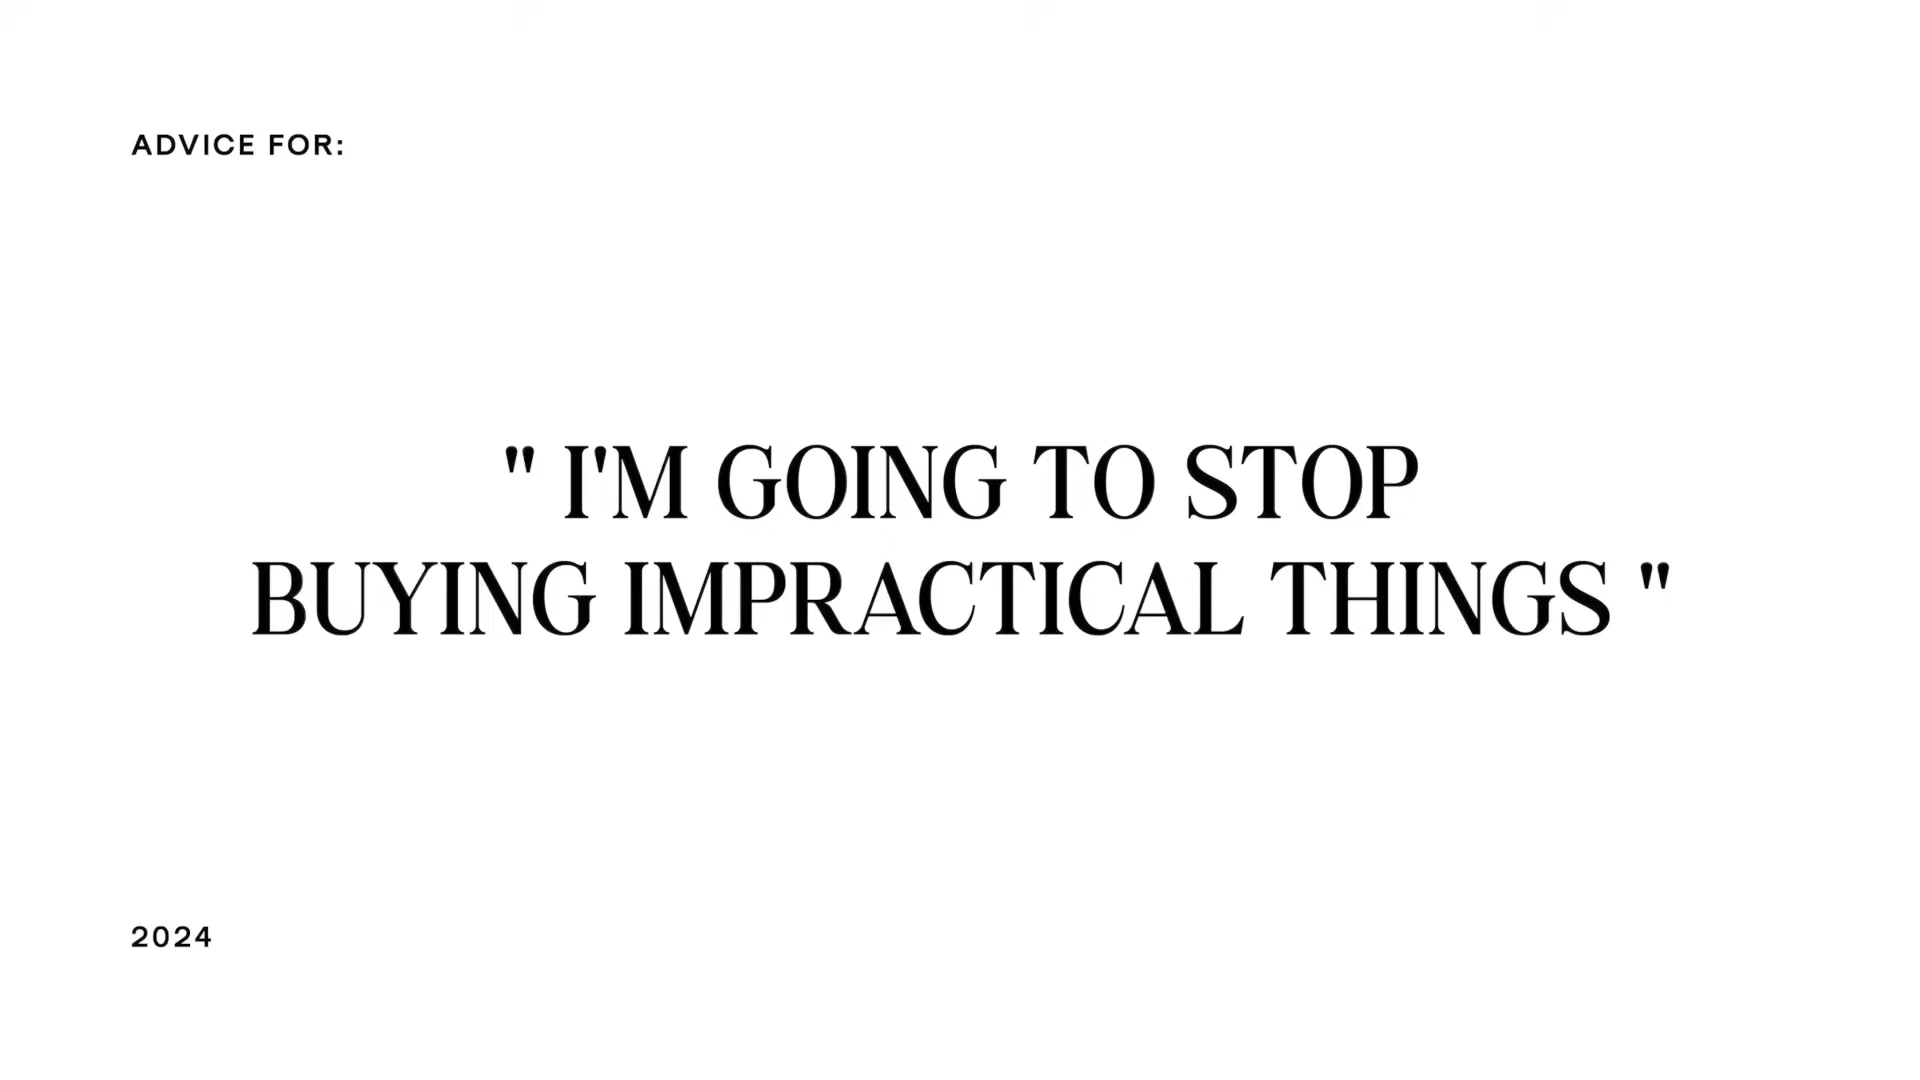 ADVICE FOR:
" I'M GOING TO STOP
BUYING IMPRACTICAL THINGS "
2024